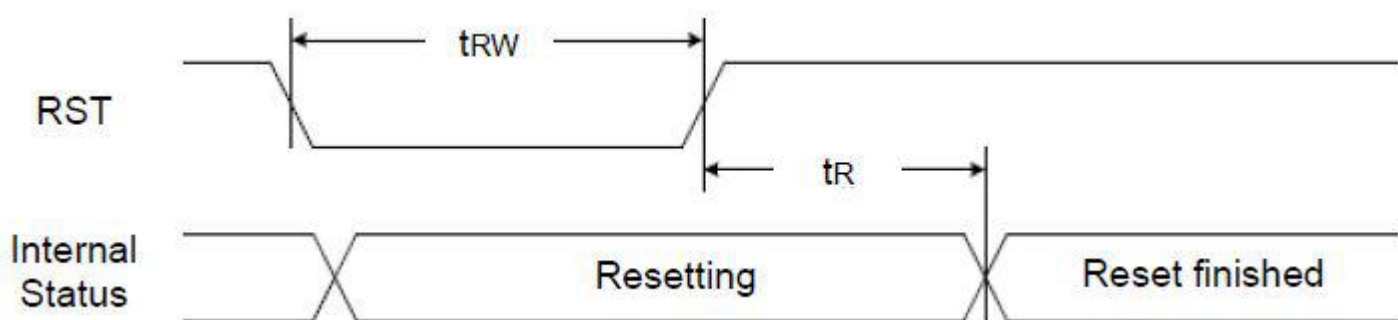 tRW
RST
tR
Internal
Status
Resetting
Reset finished